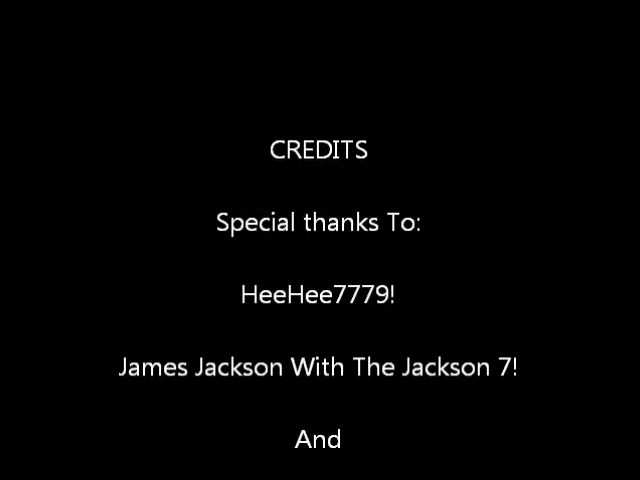 CREDITS
Special thanks To:
HeeHee7779!
James Jackson With The Jackson 7!
And